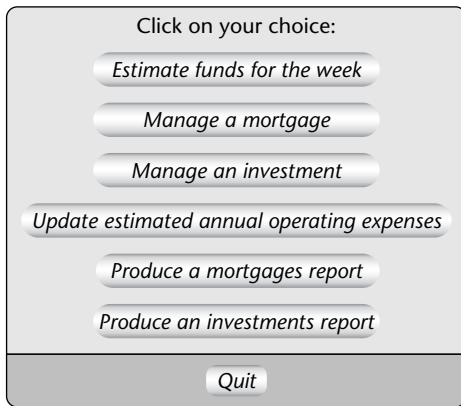 Click on your choice:
Estimate funds for the week
Manage a mortgage
Manage an investment
Update estimated annual operating expenses
Produce a mortgages report
Produce an investments report
Quit